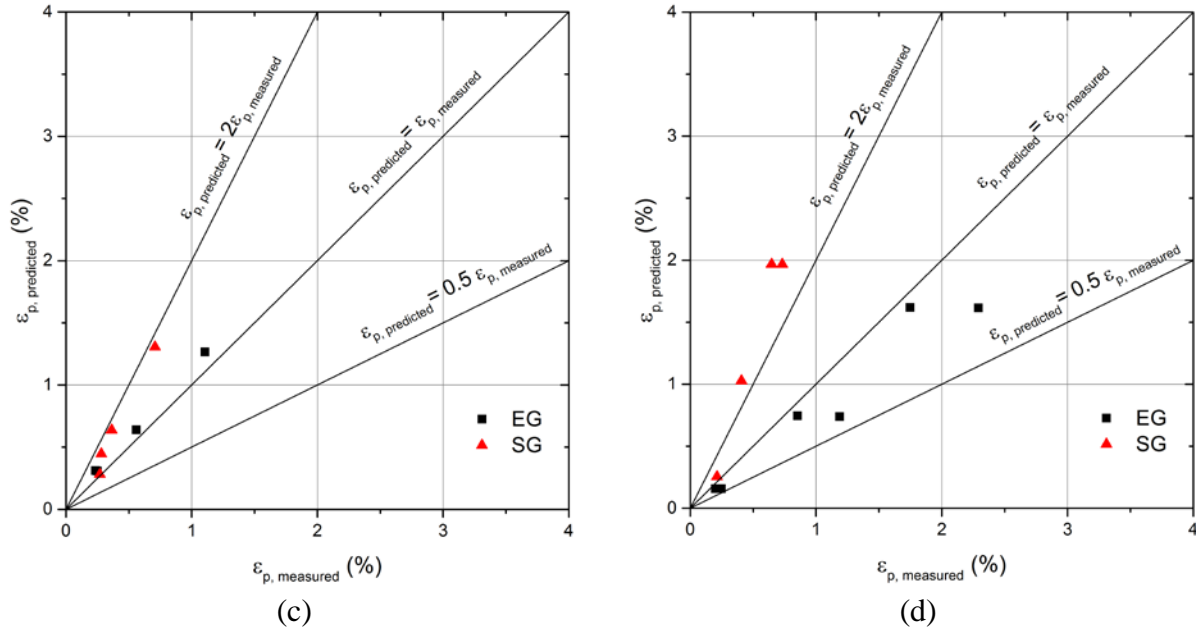 4
3
2
1
0
0
1
2
3
4
εp, predicted (%)
εp, measured (%)
εp, predicted = 2εp, measured
εp, predicted = εp, measured
εp, predicted = 0.5 εp, measured
EG
SG
(c)
4
3
2
1
0
0
1
2
3
4
εp, predicted (%)
εp, measured (%)
εp, predicted = 2εp, measured
εp, predicted = εp, measured
εp, predicted = 0.5 εp, measured
EG
SG
(d)